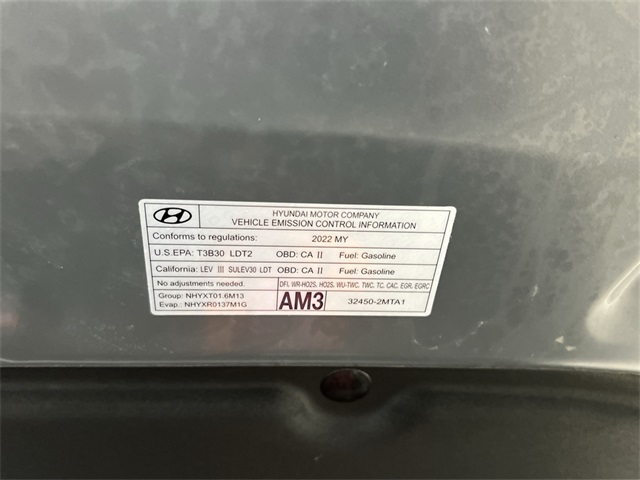 HYUNDAI MOTOR COMPANY
VEHICLE EMISSION CONTROL INFORMATION
Conforms to regulations: 2022 MY
U.S.EPA: T3B30 LDT2 OBD: CA II Fuel: Gasoline
California: LEV III SULEV30 LDT OBD: CA II Fuel: Gasoline
No adjustments needed. DFI, WR-HO2S, HO2S, WU-TWC, TWC, TC, CAC, EGR, EGRC
Group: NHYXT01.6M13
Evap.: NHYXR0137M1G
AM3
32450-2MTA1